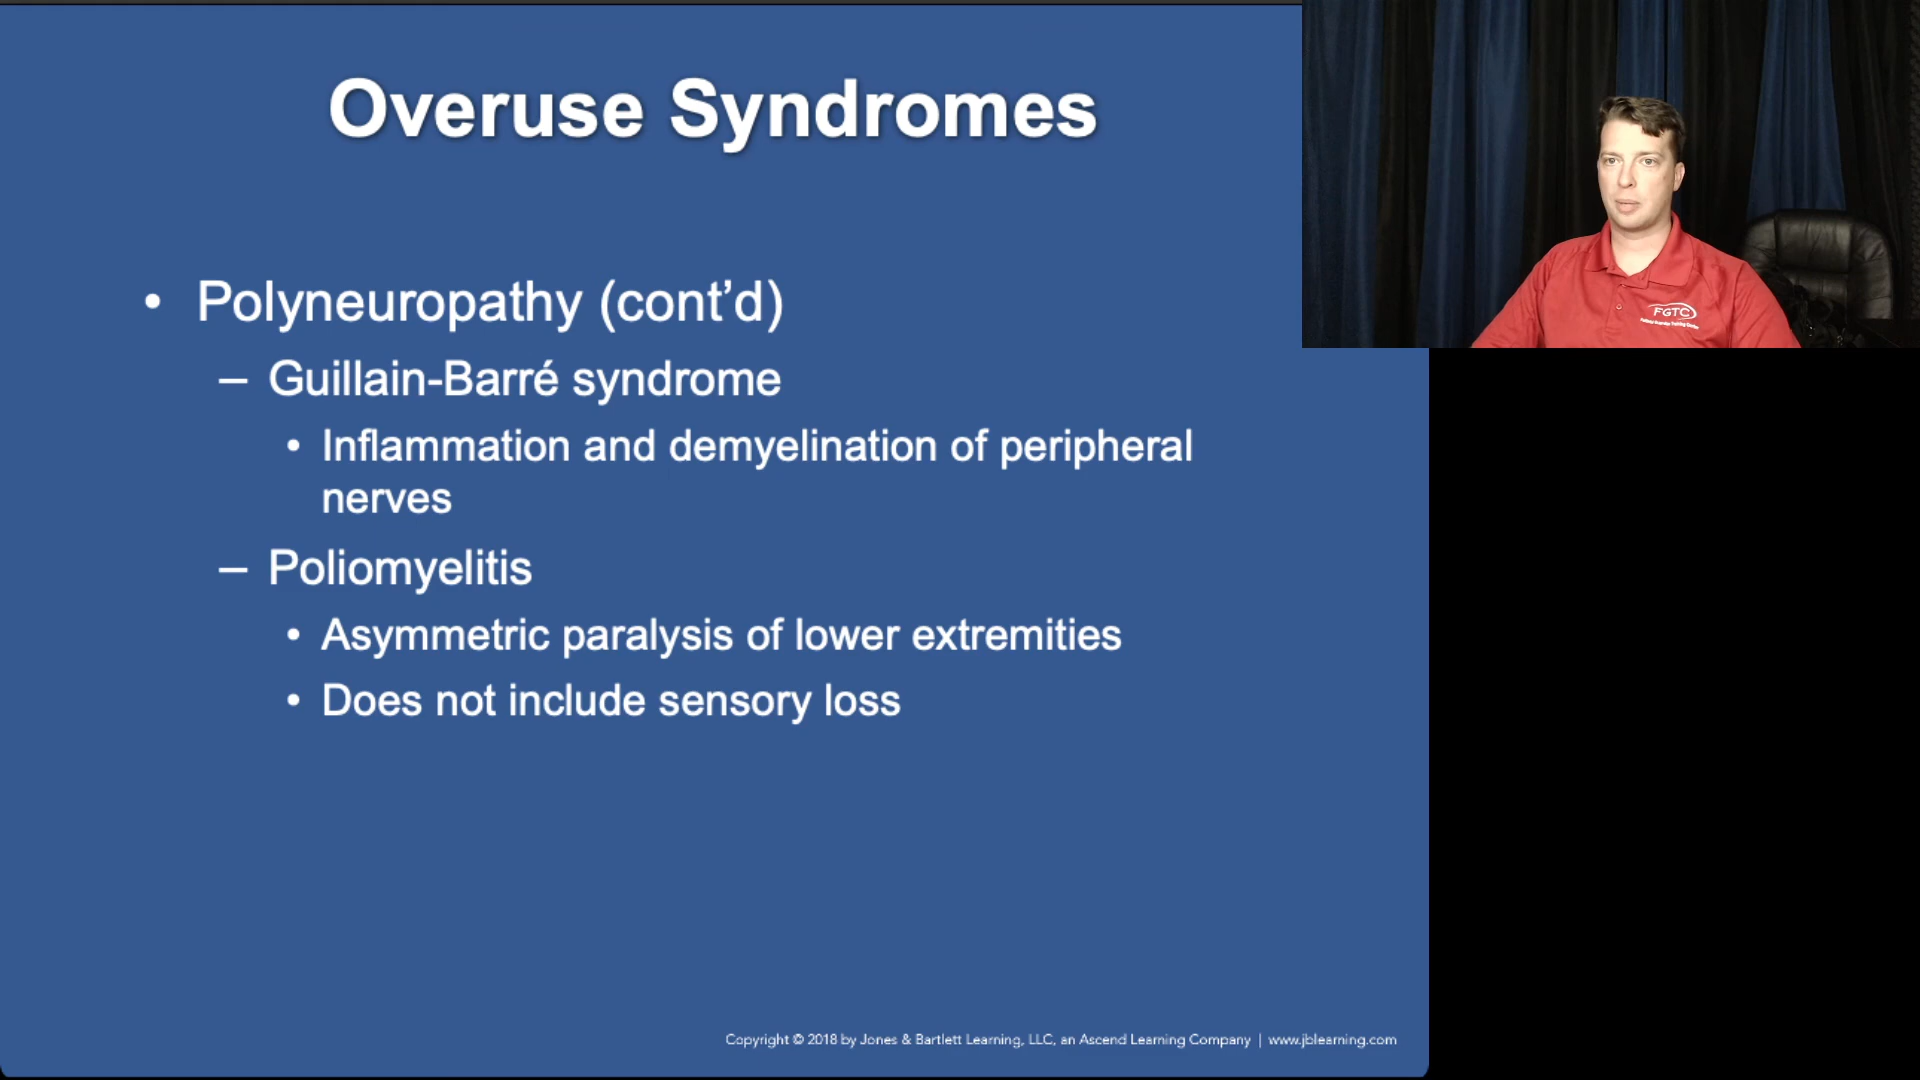 Overuse Syndromes
• Polyneuropathy (cont’d)
– Guillain-Barré syndrome
• Inflammation and demyelination of peripheral
nerves
– Poliomyelitis
• Asymmetric paralysis of lower extremities
• Does not include sensory loss
Copyright © 2018 by Jones & Bartlett Learning, LLC, an Ascend Learning Company | www.jblearning.com
FGTC